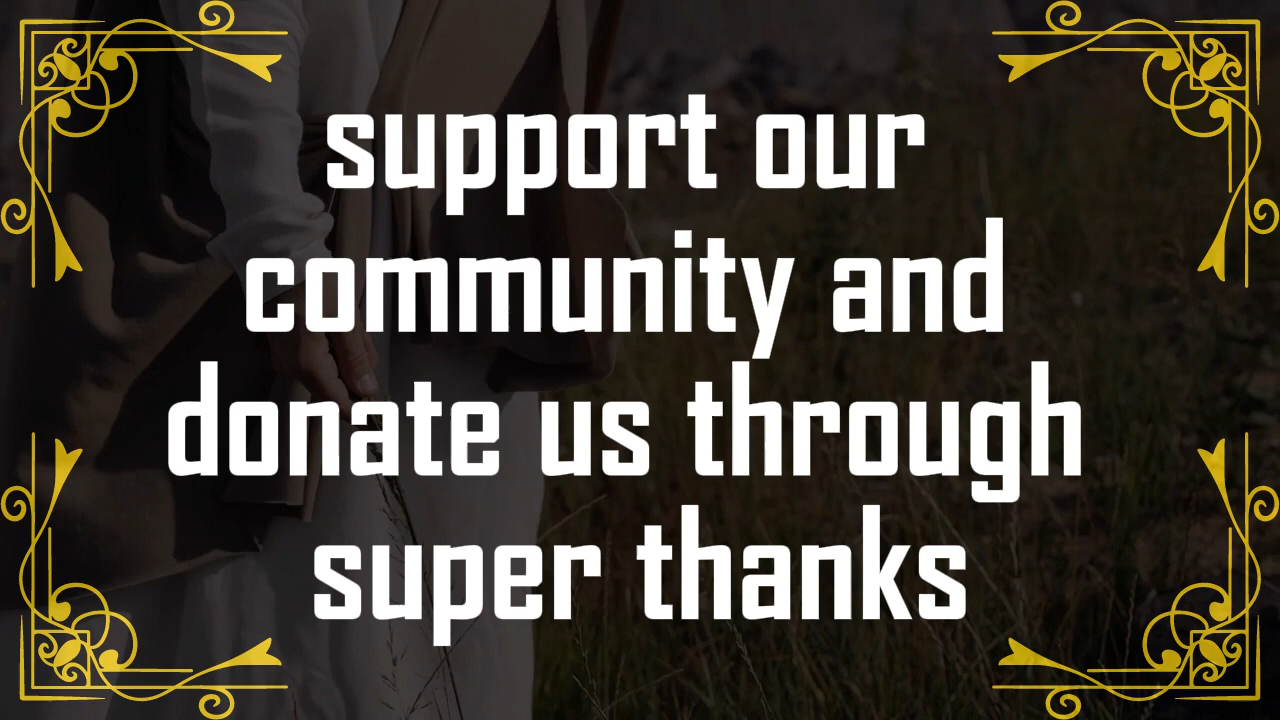 support our
community and
donate us through
super thanks